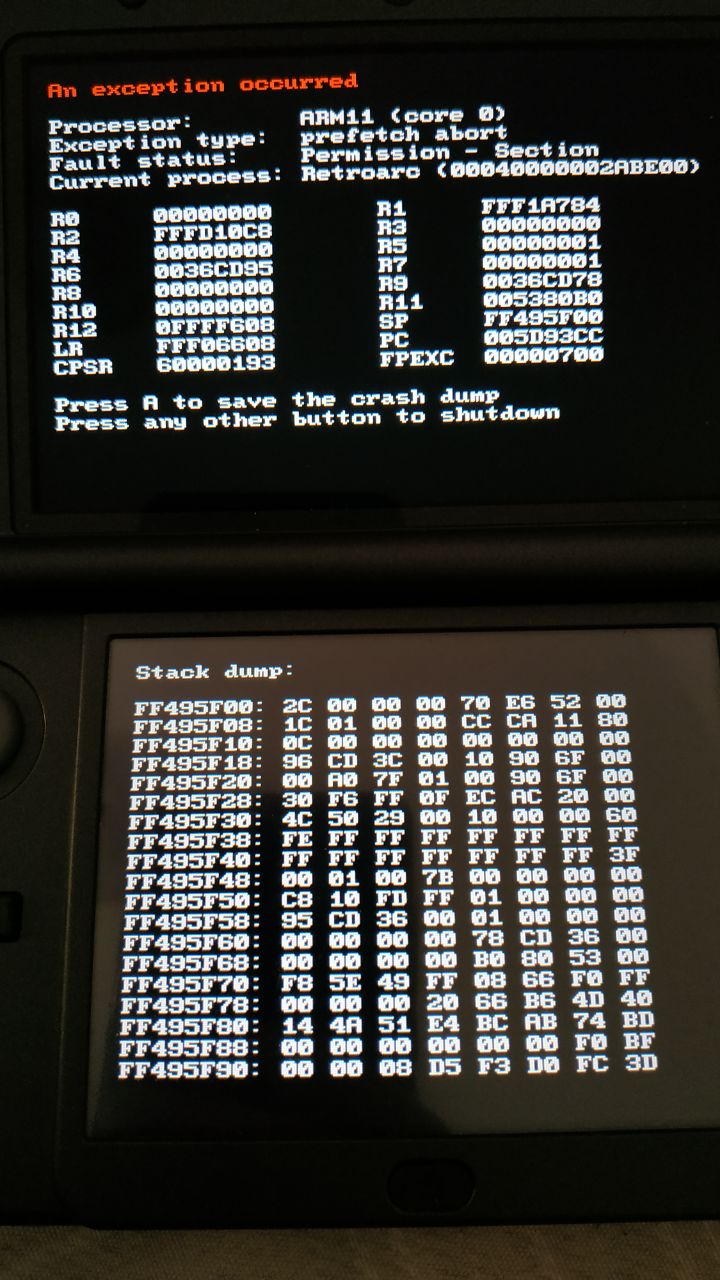 An exception occurred
Processor: ARM11 (core 0)
Exception type: prefetch abort
Fault status: Permission - Section
Current process: Retroarc (00040000002ABE00)
R0 00000000 R1 FFF1A784
R2 FFFD10C8 R3 00000000
R4 00000000 R5 00000001
R6 0036CD95 R7 00000001
R8 00000000 R9 0036CD78
R10 00000000 R11 005380B0
R12 0FFFF608 SP FF495F00
LR FFF06608 PC 005D93CC
CPSR 60000193 FPEXC 00000700
Press A to save the crash dump
Press any other button to shutdown
Stack dump:
FF495F00: 2C 00 00 00 70 E6 52 00
FF495F08: 1C 01 00 00 CC CA 11 80
FF495F10: 0C 00 00 00 00 00 00 00
FF495F18: 96 CD 3C 00 10 90 6F 00
FF495F20: 00 A0 7F 01 00 90 6F 00
FF495F28: 30 F6 FF 0F EC AC 20 00
FF495F30: 4C 50 29 00 10 00 00 60
FF495F38: FE FF FF FF FF FF FF FF
FF495F40: FF FF FF FF FF FF FF 3F
FF495F48: 00 01 00 7B 00 00 00 00
FF495F50: C8 10 FD FF 01 00 00 00
FF495F58: 95 CD 36 00 01 00 00 00
FF495F60: 00 00 00 00 78 CD 36 00
FF495F68: 00 00 00 00 B0 80 53 00
FF495F70: F8 5E 49 FF 08 66 F0 FF
FF495F78: 00 00 00 20 66 B6 4D 40
FF495F80: 14 4A 51 E4 BC AB 74 BD
FF495F88: 00 00 00 00 00 00 F0 BF
FF495F90: 00 00 08 D5 F3 D0 FC 3D